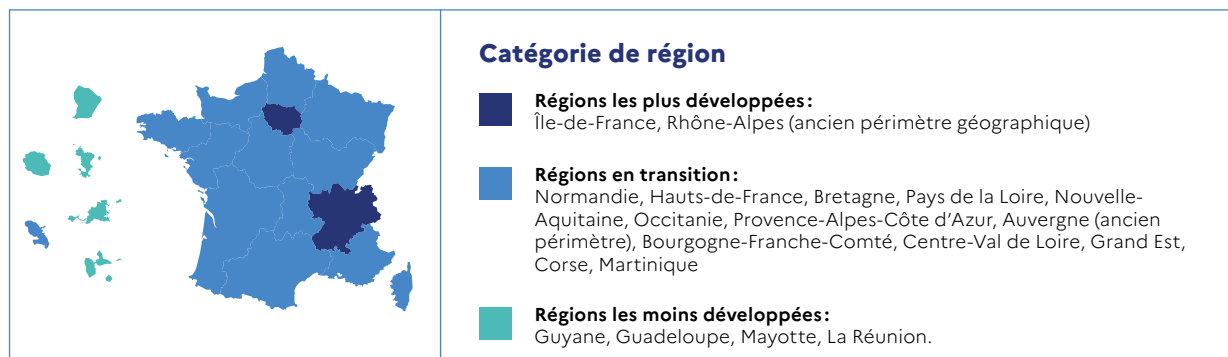 Catégorie de région
Régions les plus développées :
Île-de-France, Rhône-Alpes (ancien périmètre géographique)
Régions en transition :
Normandie, Hauts-de-France, Bretagne, Pays de la Loire, Nouvelle-
Aquitaine, Occitanie, Provence-Alpes-Côte d’Azur, Auvergne (ancien
périmètre), Bourgogne-Franche-Comté, Centre-Val de Loire, Grand Est,
Corse, Martinique
Régions les moins développées :
Guyane, Guadeloupe, Mayotte, La Réunion.